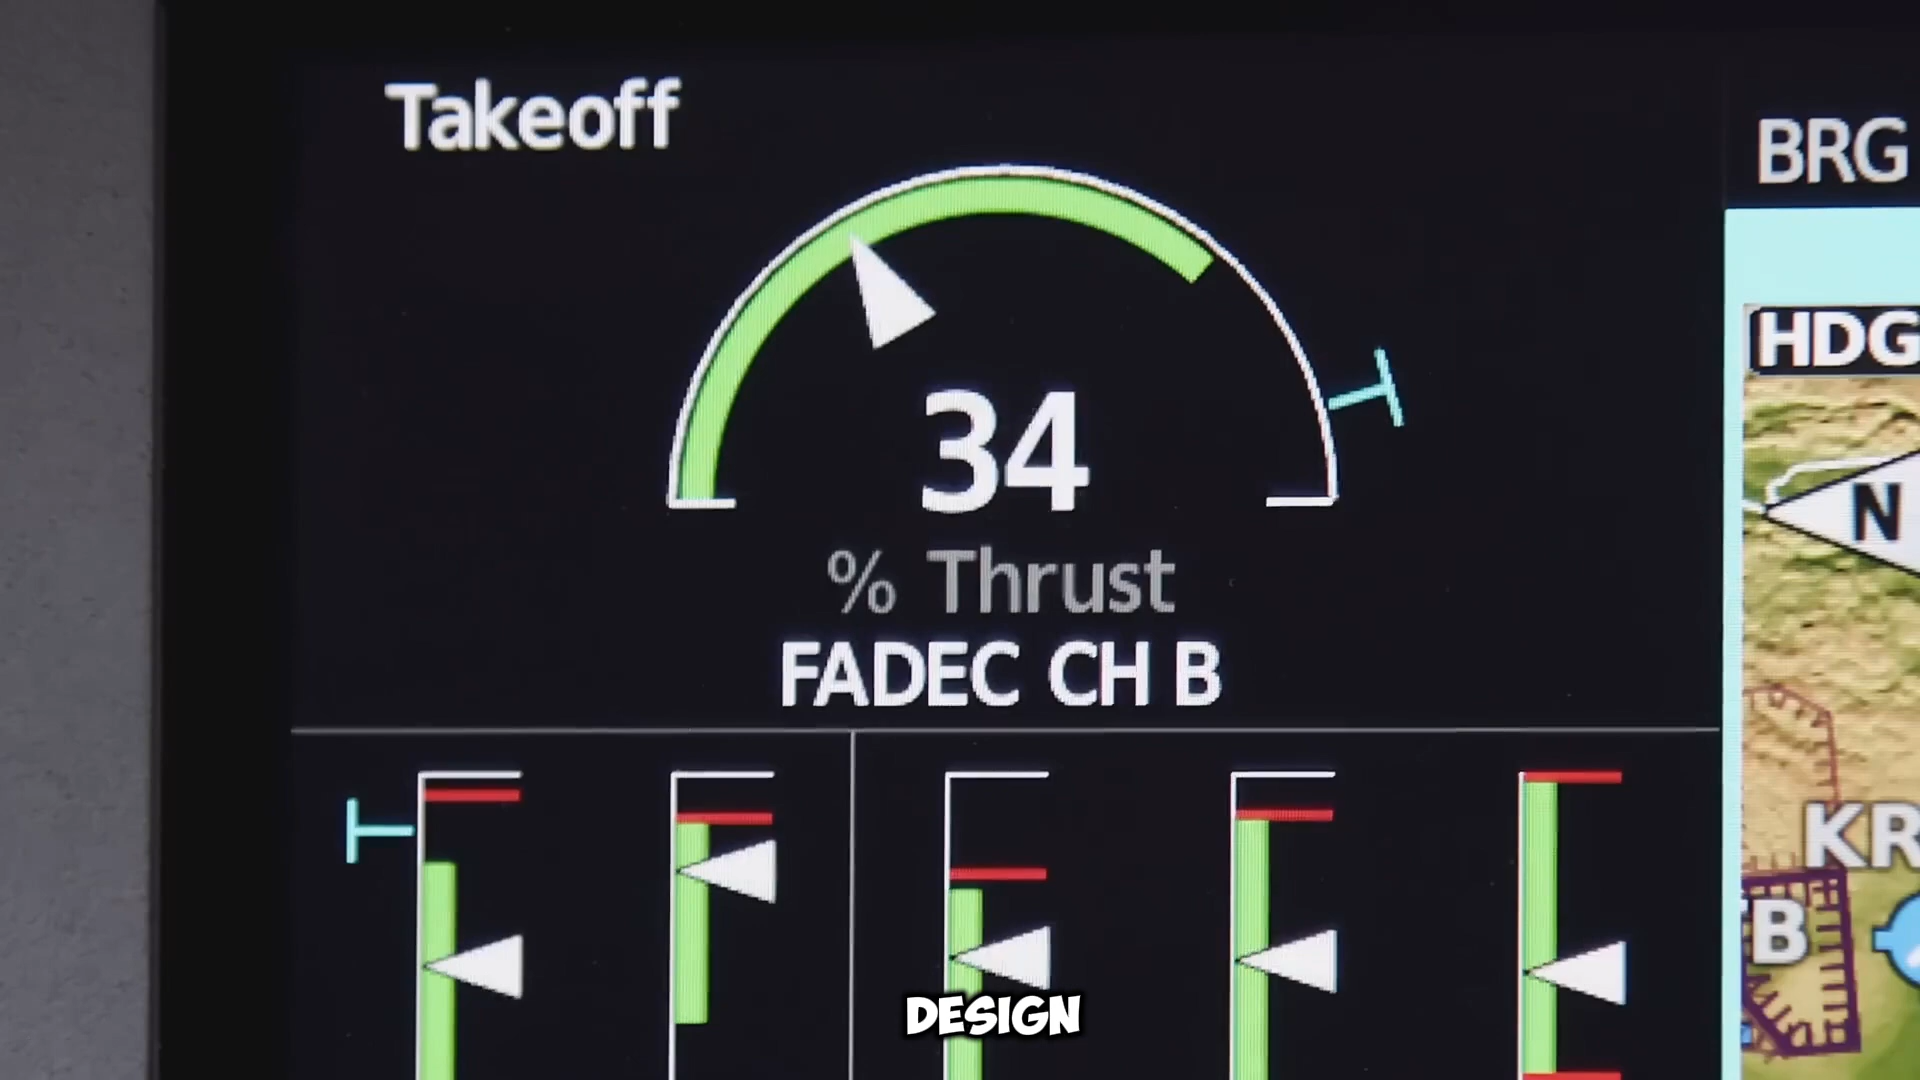 Takeoff
BRG
HDG
34
N
% Thrust
FADEC CH B
KR
B
DESIGN